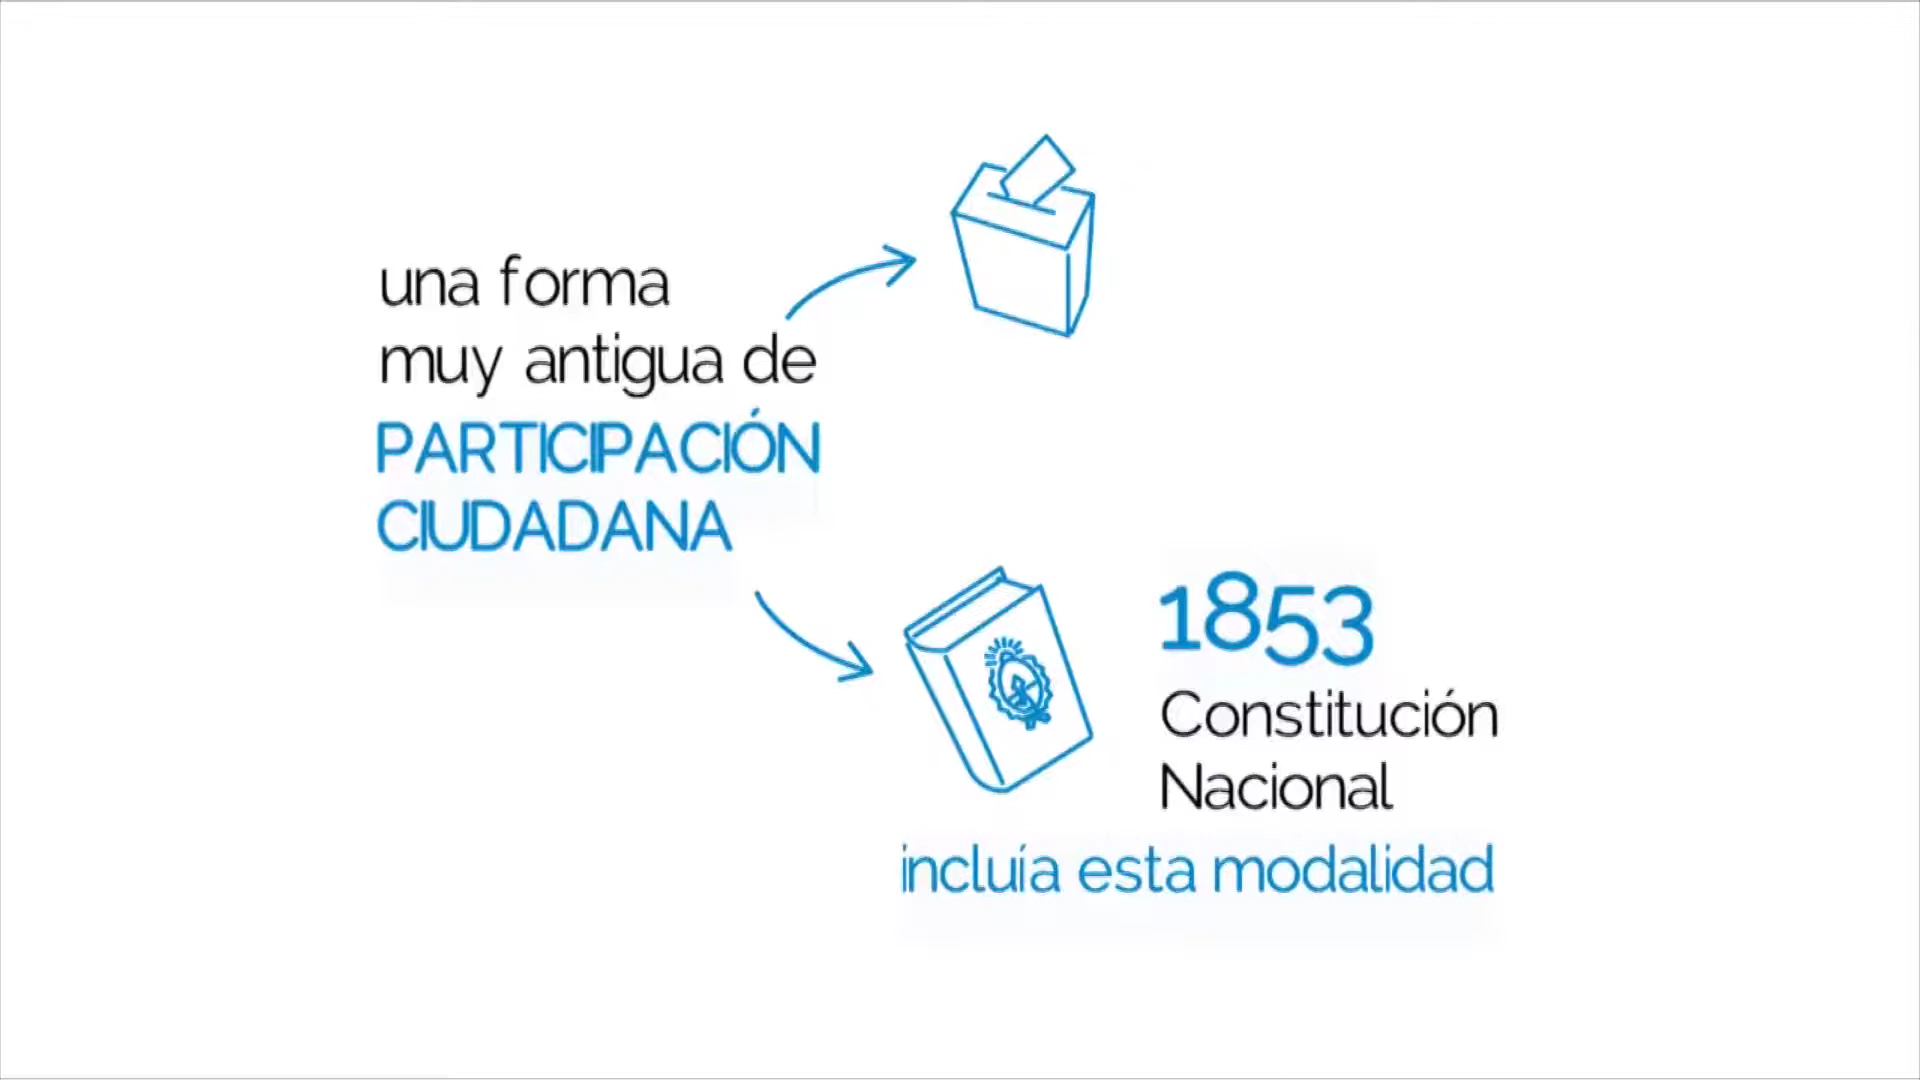 una forma
muy antigua de
PARTICIPACIÓN
CIUDADANA
1853
Constitución
Nacional
incluía esta modalidad